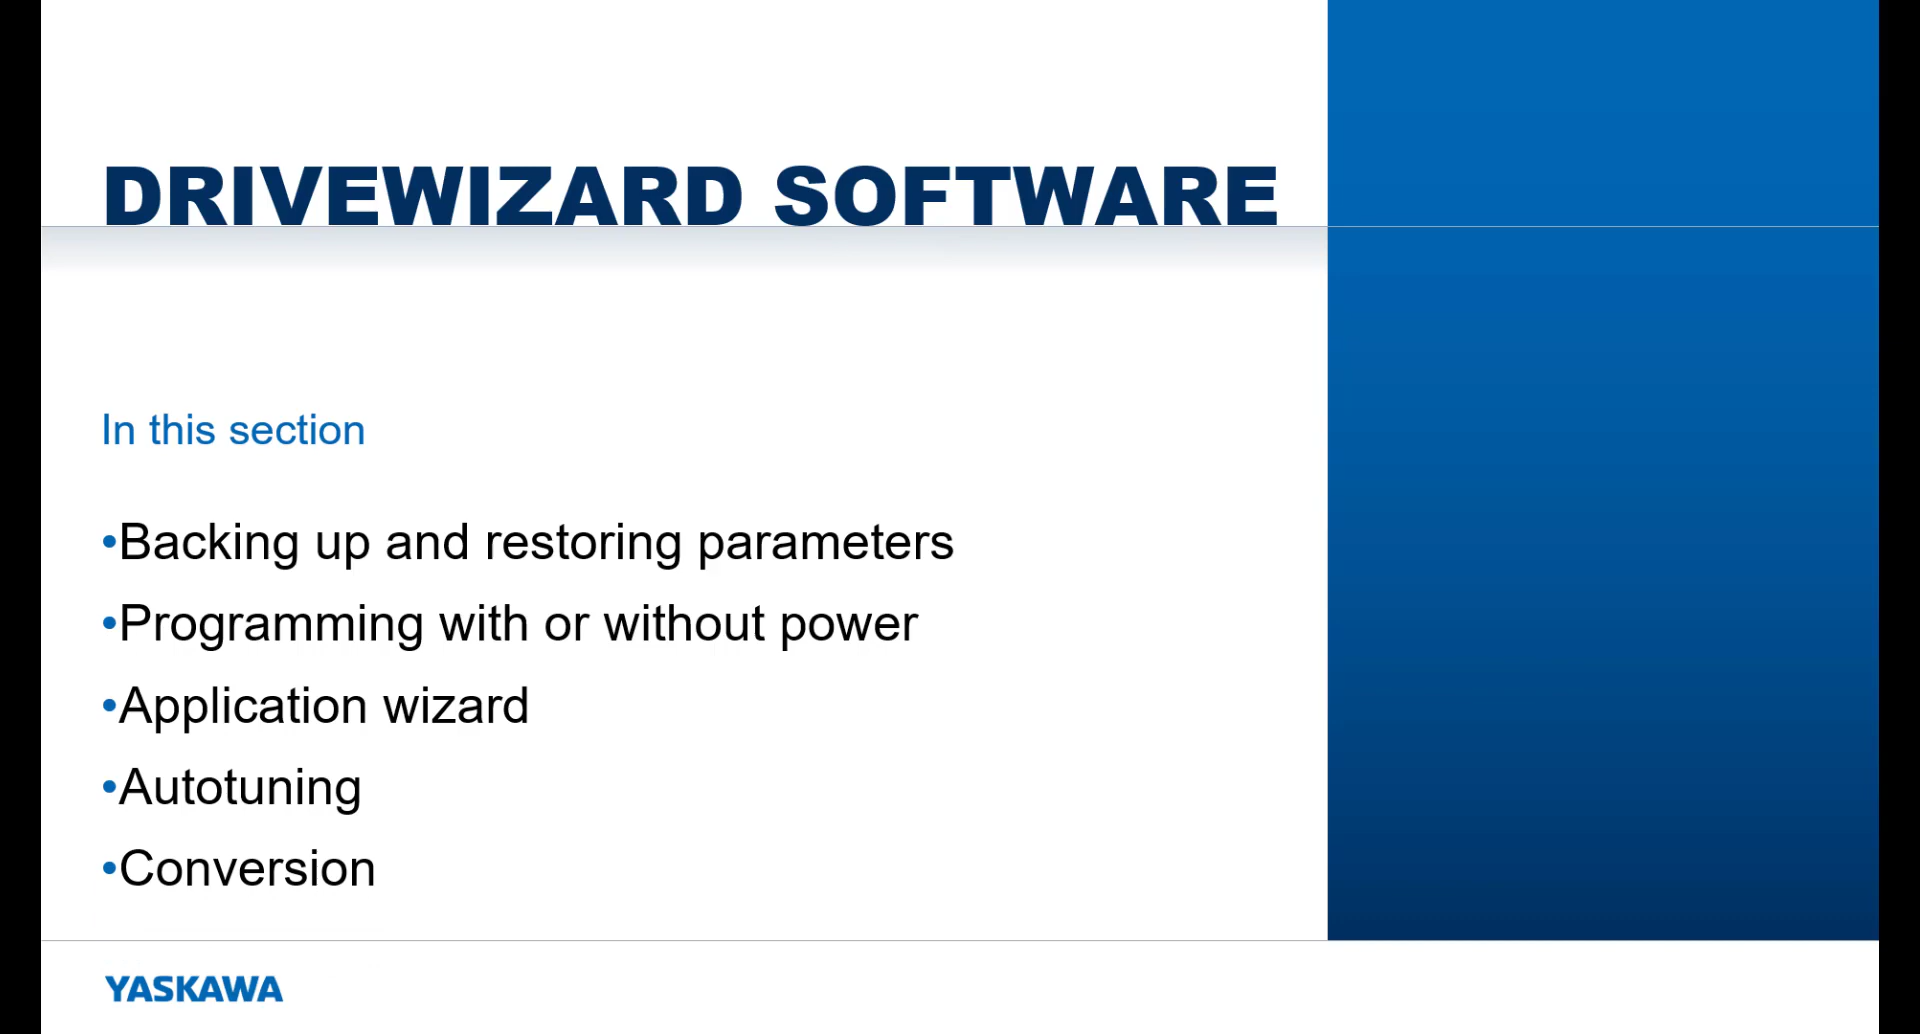 DRIVEWIZARD SOFTWARE
In this section
•Backing up and restoring parameters
•Programming with or without power
•Application wizard
•Autotuning
•Conversion
YASKAWA